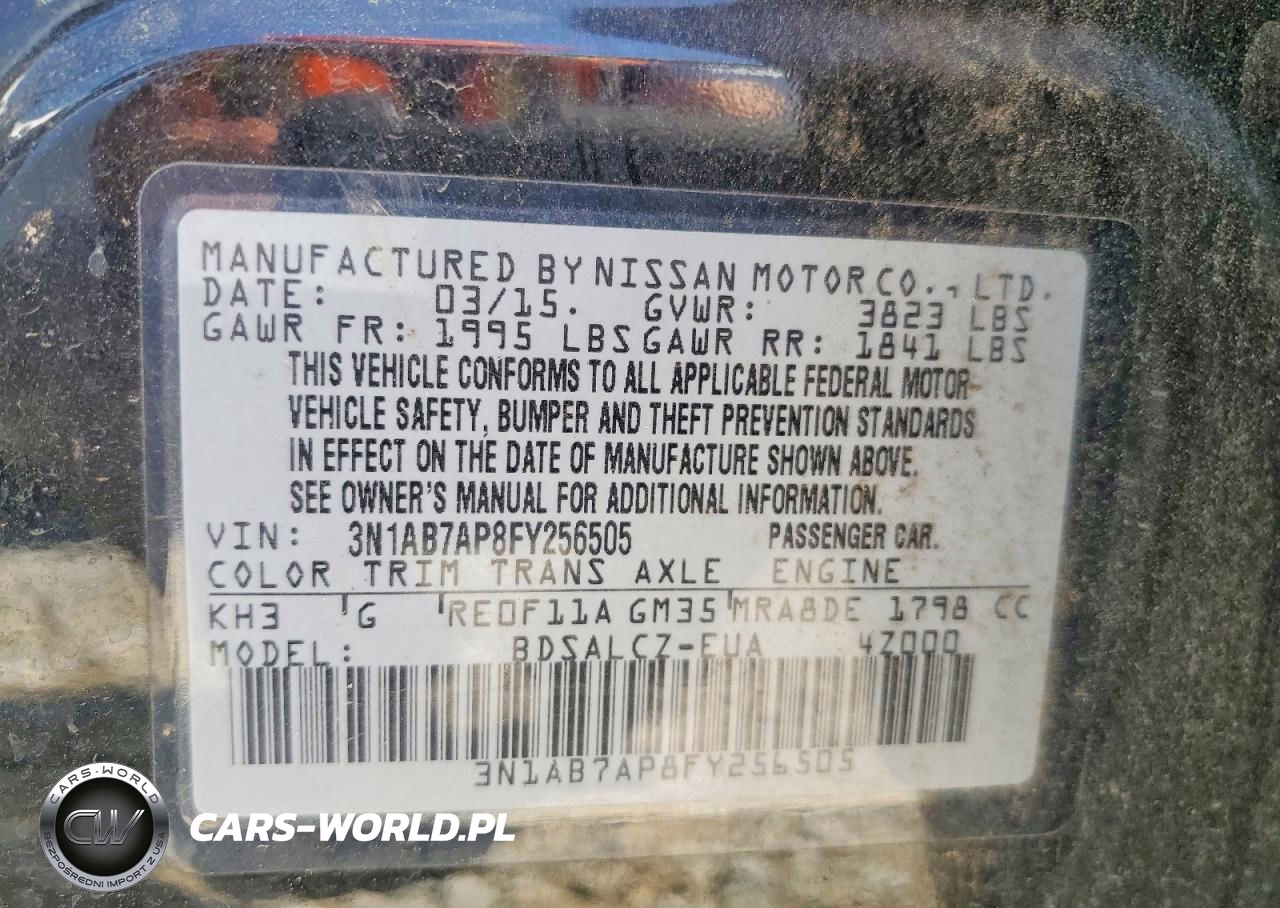 MANUFACTURED BY NISSAN MOTOR CO., LTD.
DATE: 03/15. GVWR: 3823 LBS
GAWR FR: 1995 LBS GAWR RR: 1841 LBS
THIS VEHICLE CONFORMS TO ALL APPLICABLE FEDERAL MOTOR
VEHICLE SAFETY, BUMPER AND THEFT PREVENTION STANDARDS
IN EFFECT ON THE DATE OF MANUFACTURE SHOWN ABOVE.
SEE OWNER'S MANUAL FOR ADDITIONAL INFORMATION.
VIN: 3N1AB7AP8FY256505 PASSENGER CAR.
COLOR TRIM TRANS AXLE ENGINE
KH3 G RE0F11A GM35 MRA8DE 1798 CC
MODEL: BDSALCZ-EUA 4Z000
3N1AB7AP8FY256505
CARS-WORLD
CW
BEZPOŚREDNI IMPORT Z USA
CARS-WORLD.PL